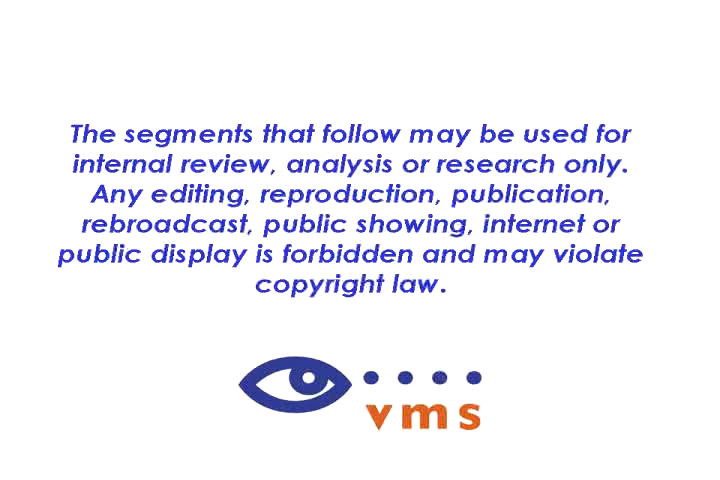 The segments that follow may be used for
internal review, analysis or research only.
Any editing, reproduction, publication,
rebroadcast, public showing, internet or
public display is forbidden and may violate
copyright law.
vms